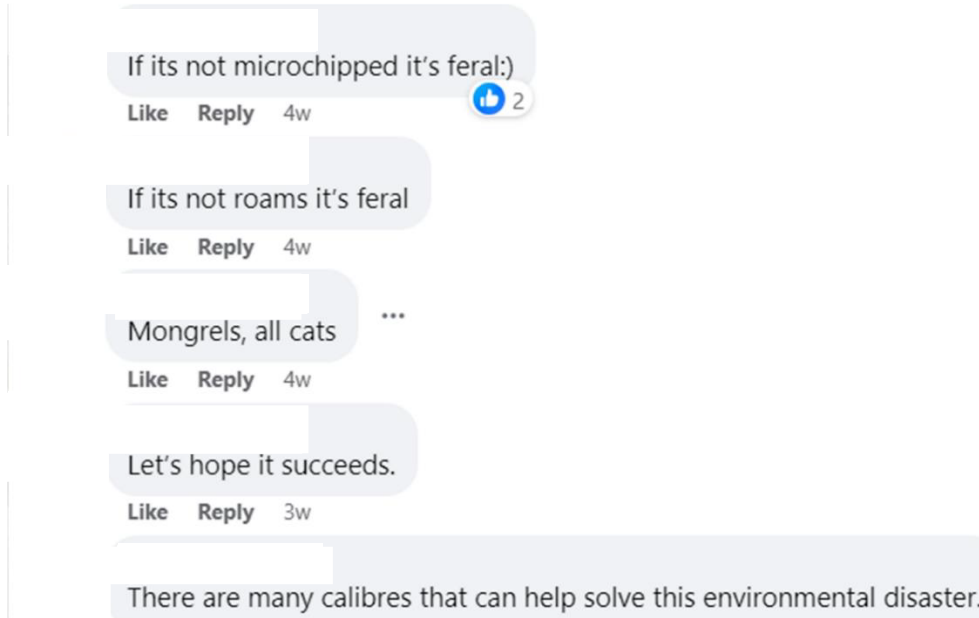 If its not microchipped it's feral:)
Like Reply 4w 2
If its not roams it's feral
Like Reply 4w
Mongrels, all cats
Like Reply 4w
Let's hope it succeeds.
Like Reply 3w
There are many calibres that can help solve this environmental disaster.